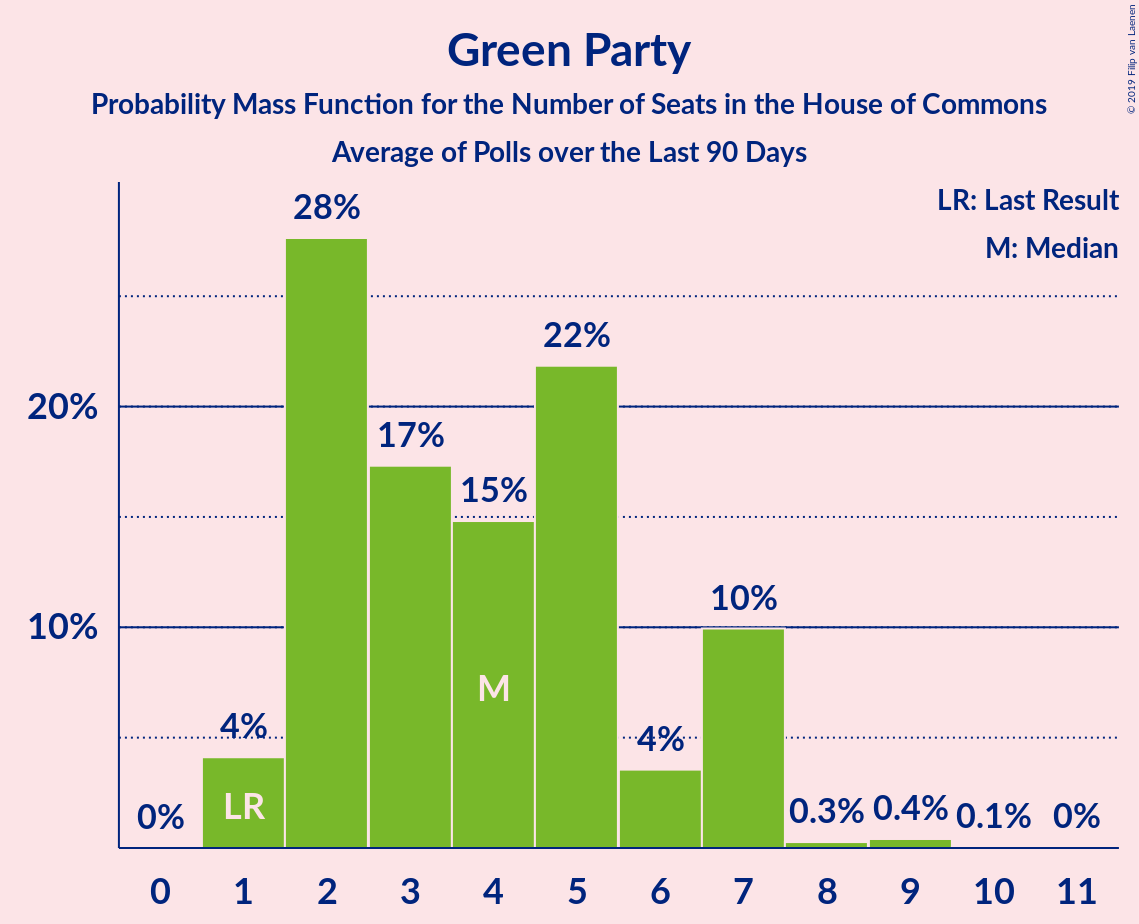 Green Party
Probability Mass Function for the Number of Seats in the House of Commons
Average of Polls over the Last 90 Days
© 2019 Filip van Laenen
LR: Last Result
M: Median
28%
22%
20%
17%
15%
10%
10%
M
4%
4%
LR
0%
0.3%
0.4%
0.1%
0%
0 1 2 3 4 5 6 7 8 9 10 11